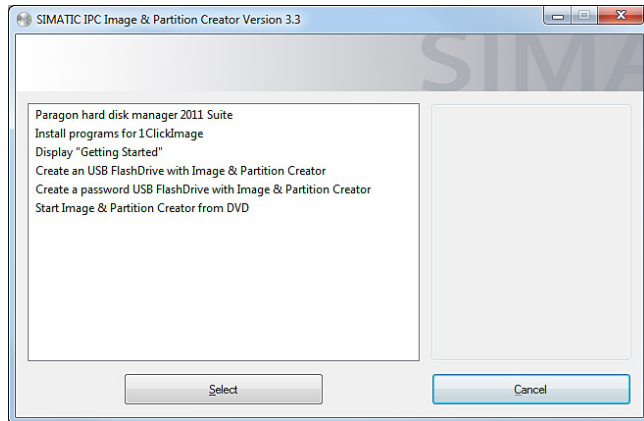 SIMATIC IPC Image & Partition Creator Version 3.3
SIMA
Paragon hard disk manager 2011 Suite
Install programs for 1ClickImage
Display "Getting Started"
Create an USB FlashDrive with Image & Partition Creator
Create a password USB FlashDrive with Image & Partition Creator
Start Image & Partition Creator from DVD
Select
Cancel